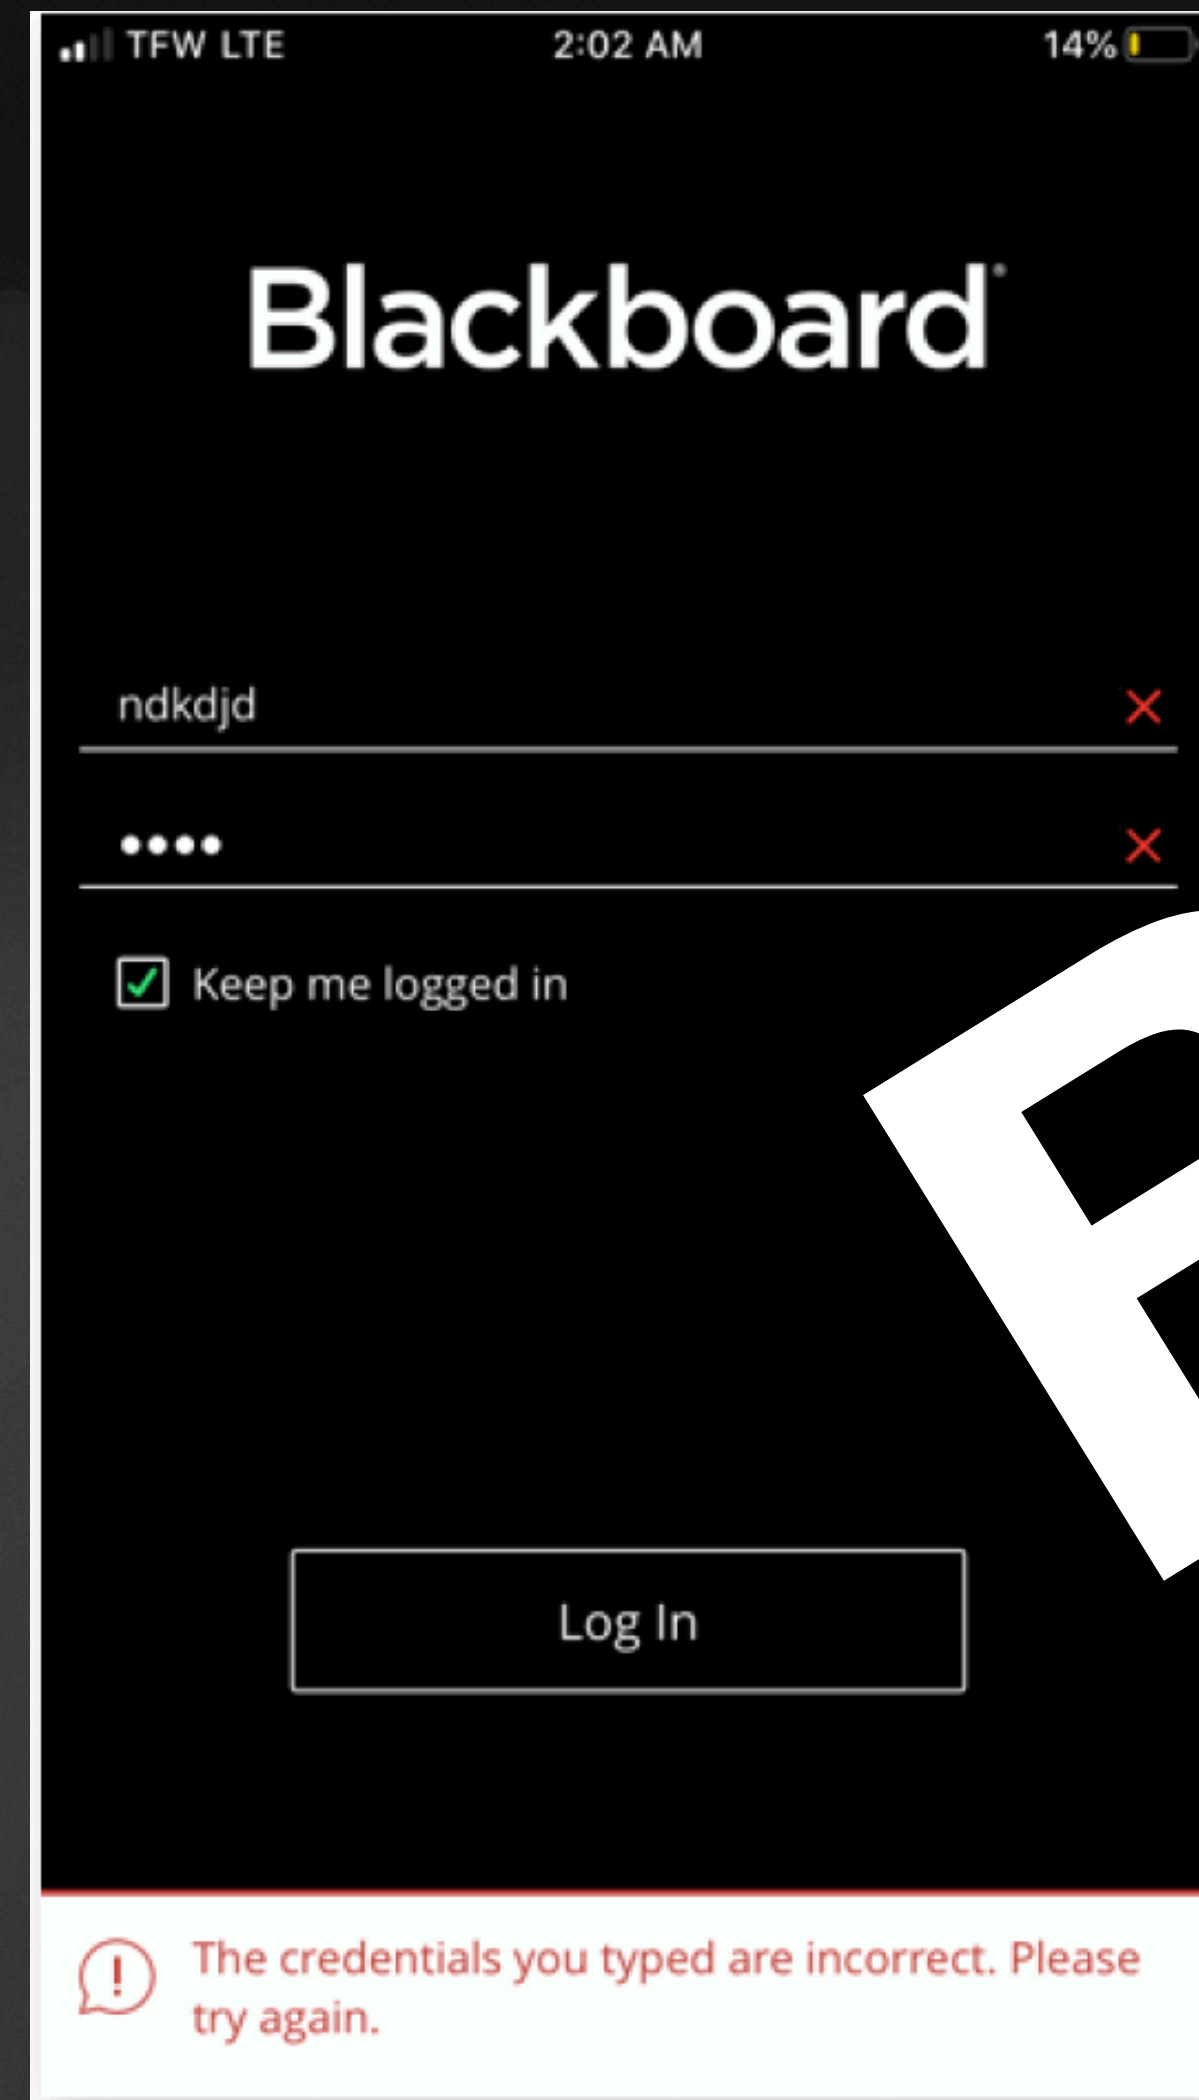 TFW LTE 2:02 AM 14%
Blackboard
ndkdjd
••••
Keep me logged in
Log In
The credentials you typed are incorrect. Please
try again.